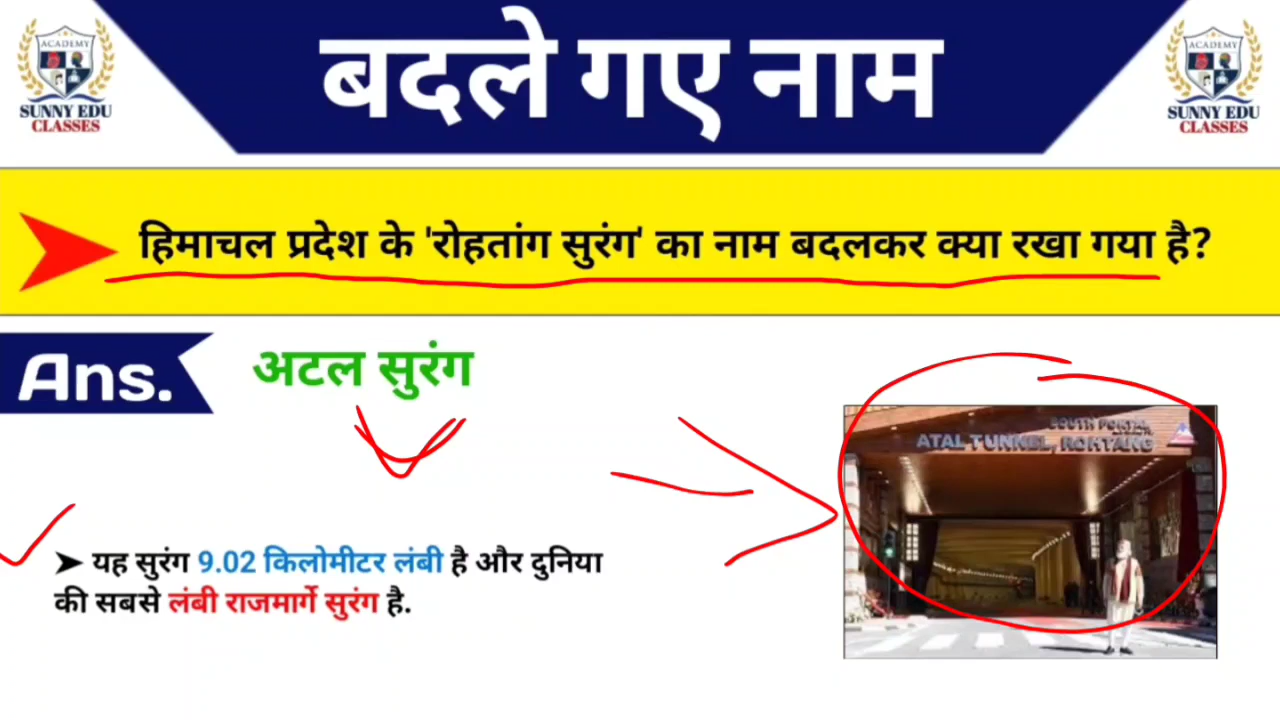 ACADEMY
SUNNY EDU
CLASSES
बदले गए नाम
ACADEMY
SUNNY EDU
CLASSES
हिमाचल प्रदेश के 'रोहतांग सुरंग' का नाम बदलकर क्या रखा गया है?
Ans.
अटल सुरंग
SOUTH PORTAL
ATAL TUNNEL, ROHTANG
➤ यह सुरंग 9.02 किलोमीटर लंबी है और दुनिया
की सबसे लंबी राजमार्गे सुरंग है.